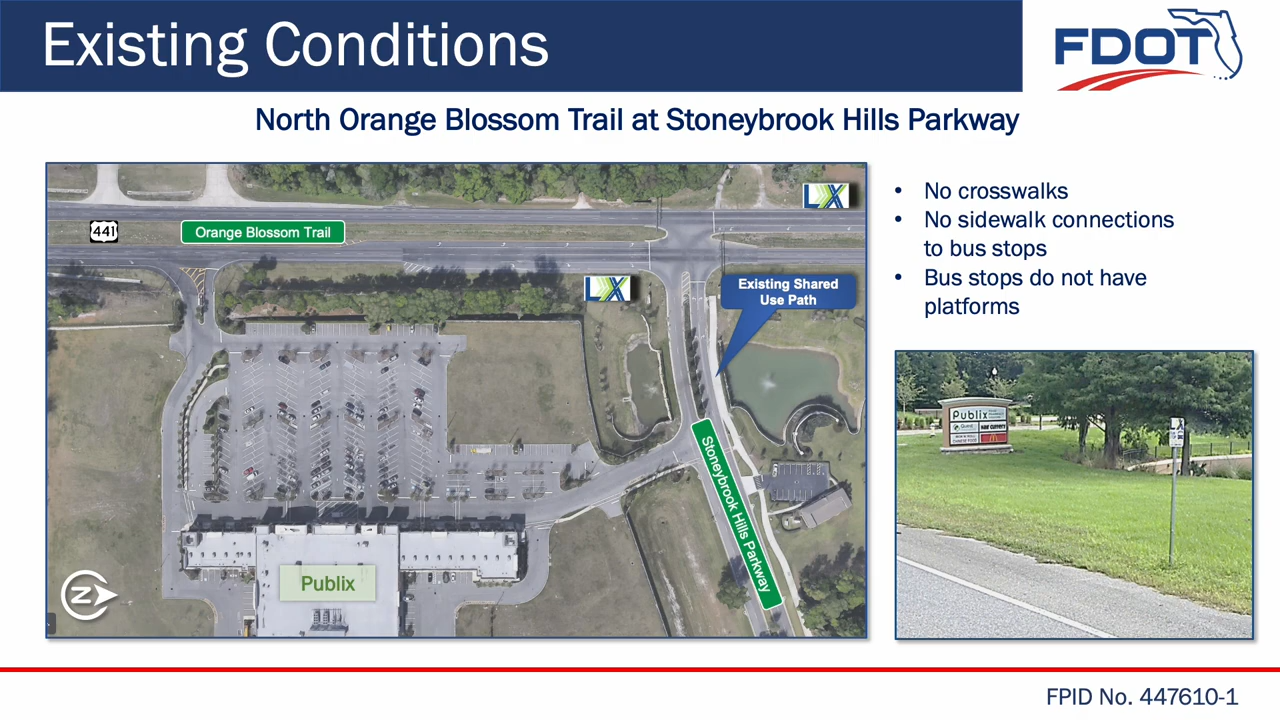 Existing Conditions
FDOT
North Orange Blossom Trail at Stoneybrook Hills Parkway
LX
441
Orange Blossom Trail
LX
Existing Shared
Use Path
Stoneybrook Hills Parkway
Publix
Z
• No crosswalks
• No sidewalk connections
to bus stops
• Bus stops do not have
platforms
Publix
FPID No. 447610-1